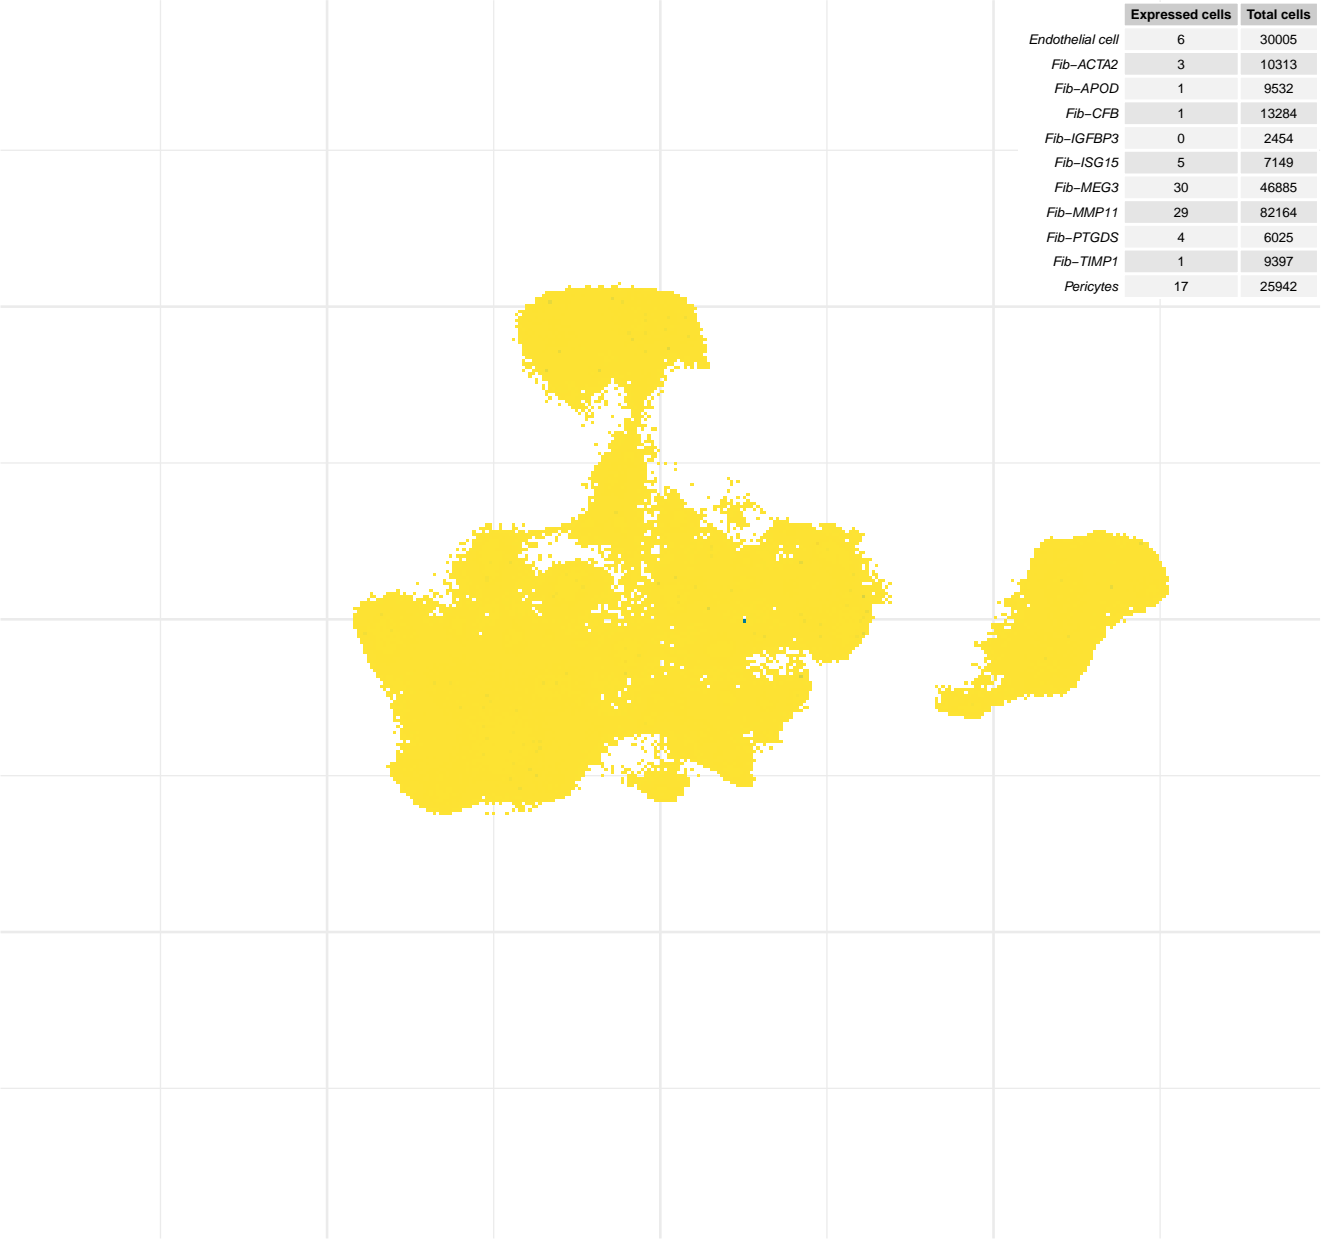 Expressed cells Total cells
Endothelial cell 6 30005
Fib−ACTA2 3 10313
Fib−APOD 1 9532
Fib−CFB 1 13284
Fib−IGFBP3 0 2454
Fib−ISG15 5 7149
Fib−MEG3 30 46885
Fib−MMP11 29 82164
Fib−PTGDS 4 6025
Fib−TIMP1 1 9397
Pericytes 17 25942